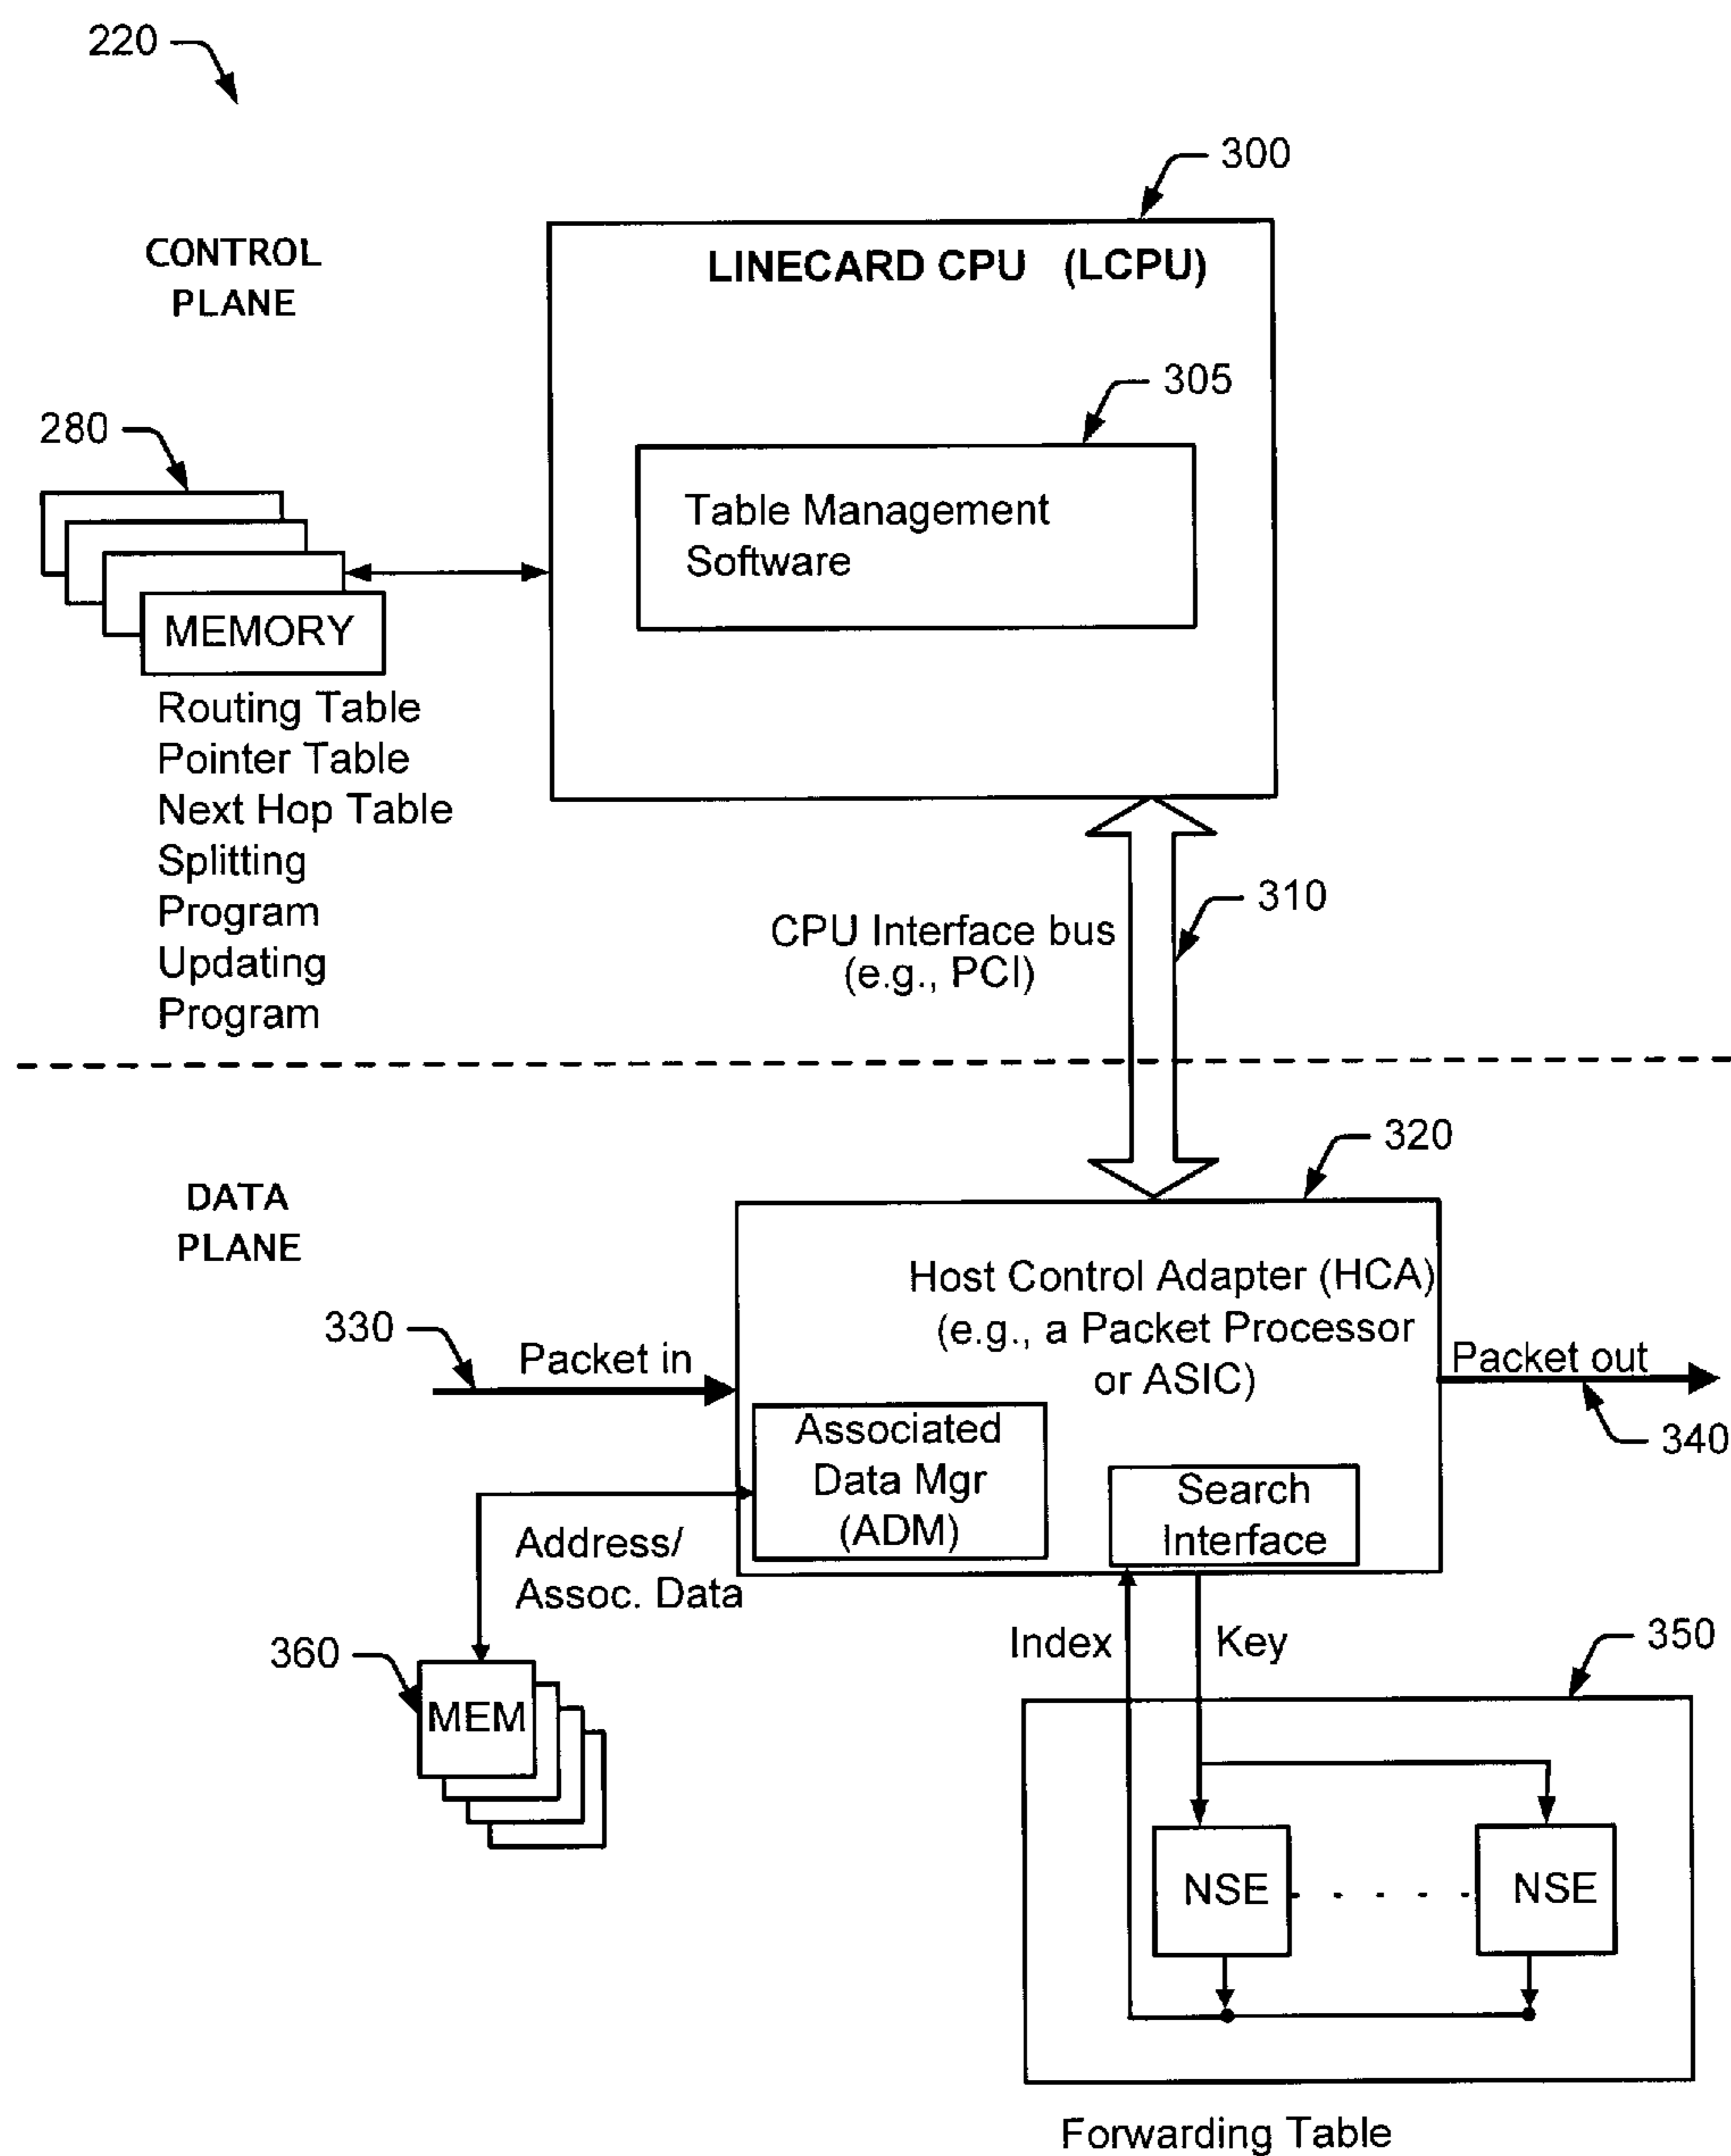 220
300
CONTROL
PLANE
LINECARD CPU (LCPU)
305
280
Table Management
Software
MEMORY
Routing Table
Pointer Table
Next Hop Table
Splitting
Program
Updating
Program
310
CPU Interface bus
(e.g., PCI)
320
DATA
PLANE
Host Control Adapter (HCA)
(e.g., a Packet Processor
or ASIC)
330
Packet in
Packet out
340
Associated
Data Mgr
(ADM)
Search
Interface
Address/
Assoc. Data
Index
Key
350
360
MEM
NSE
NSE
Forwarding Table